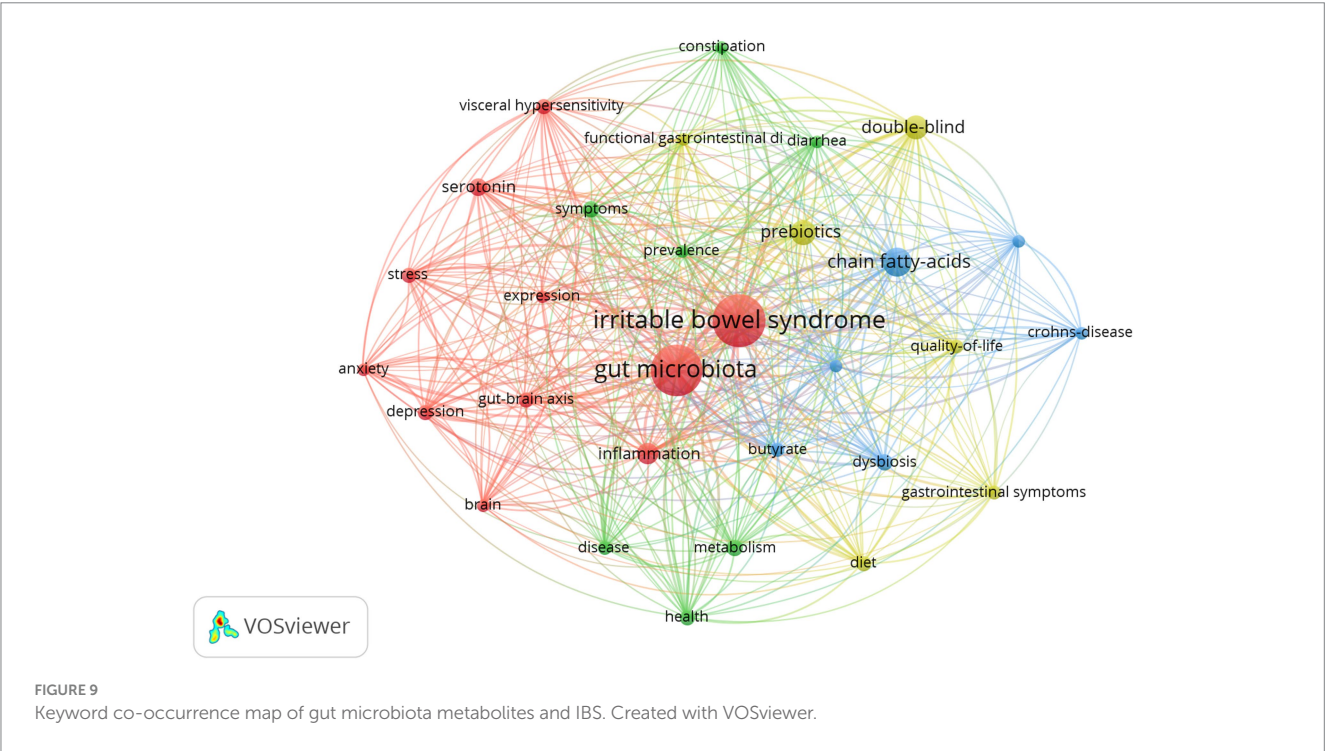 constipation
visceral hypersensitivity
double-blind
functional gastrointestinal di
diarrhea
serotonin
symptoms
prebiotics
prevalence
chain fatty-acids
stress
expression
irritable bowel syndrome
crohns-disease
quality-of-life
gut microbiota
anxiety
gut-brain axis
depression
inflammation
butyrate
dysbiosis
gastrointestinal symptoms
brain
disease
metabolism
diet
health
VOSviewer
FIGURE 9
Keyword co-occurrence map of gut microbiota metabolites and IBS. Created with VOSviewer.